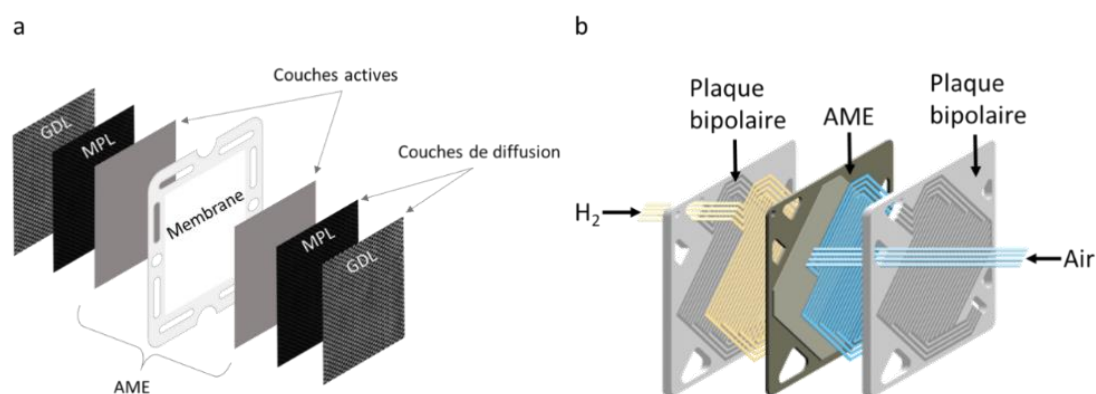 a
Couches actives
GDL
MPL
Membrane
Couches de diffusion
MPL
GDL
AME
b
Plaque
bipolaire
AME
Plaque
bipolaire
H₂
Air